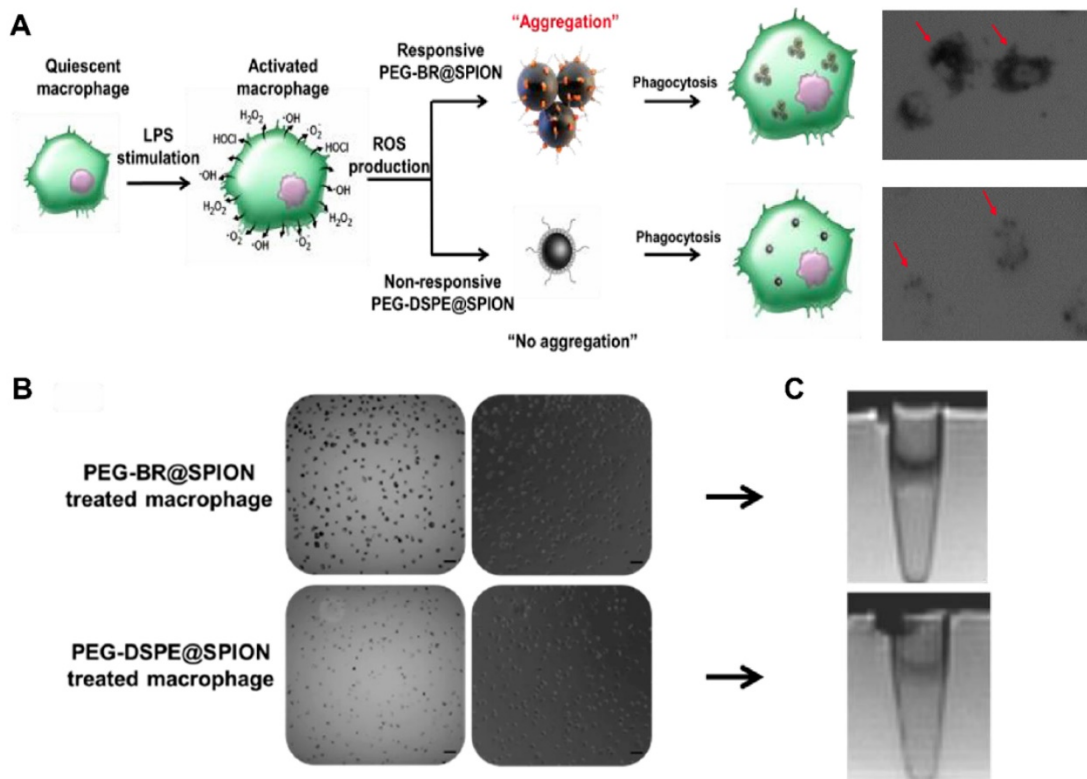 A
Quiescent
macrophage
LPS
stimulation
Activated
macrophage
H₂O₂
·OH
·O₂⁻
HOCl
HOCl
·OH
·OH
·OH
H₂O₂
H₂O₂
·O₂⁻
·OH
·O₂⁻
ROS
production
Responsive
PEG-BR@SPION
"Aggregation"
Phagocytosis
Non-responsive
PEG-DSPE@SPION
"No aggregation"
Phagocytosis
B
PEG-BR@SPION
treated macrophage
PEG-DSPE@SPION
treated macrophage
C